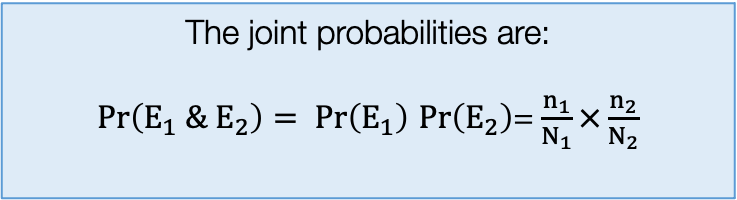 The joint probabilities are:
Pr(E₁ & E₂) = Pr(E₁) Pr(E₂)= n₁/N₁ × n₂/N₂